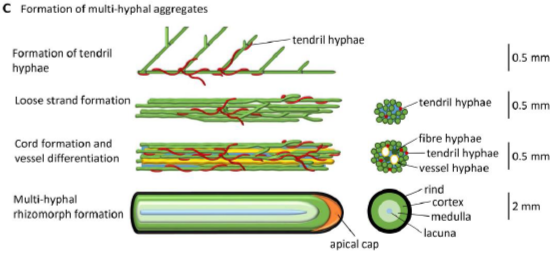 C Formation of multi-hyphal aggregates
Formation of tendril
hyphae
tendril hyphae
0.5 mm
Loose strand formation
tendril hyphae
0.5 mm
Cord formation and
vessel differentiation
fibre hyphae
tendril hyphae
vessel hyphae
0.5 mm
Multi-hyphal
rhizomorph formation
apical cap
rind
cortex
medulla
lacuna
2 mm